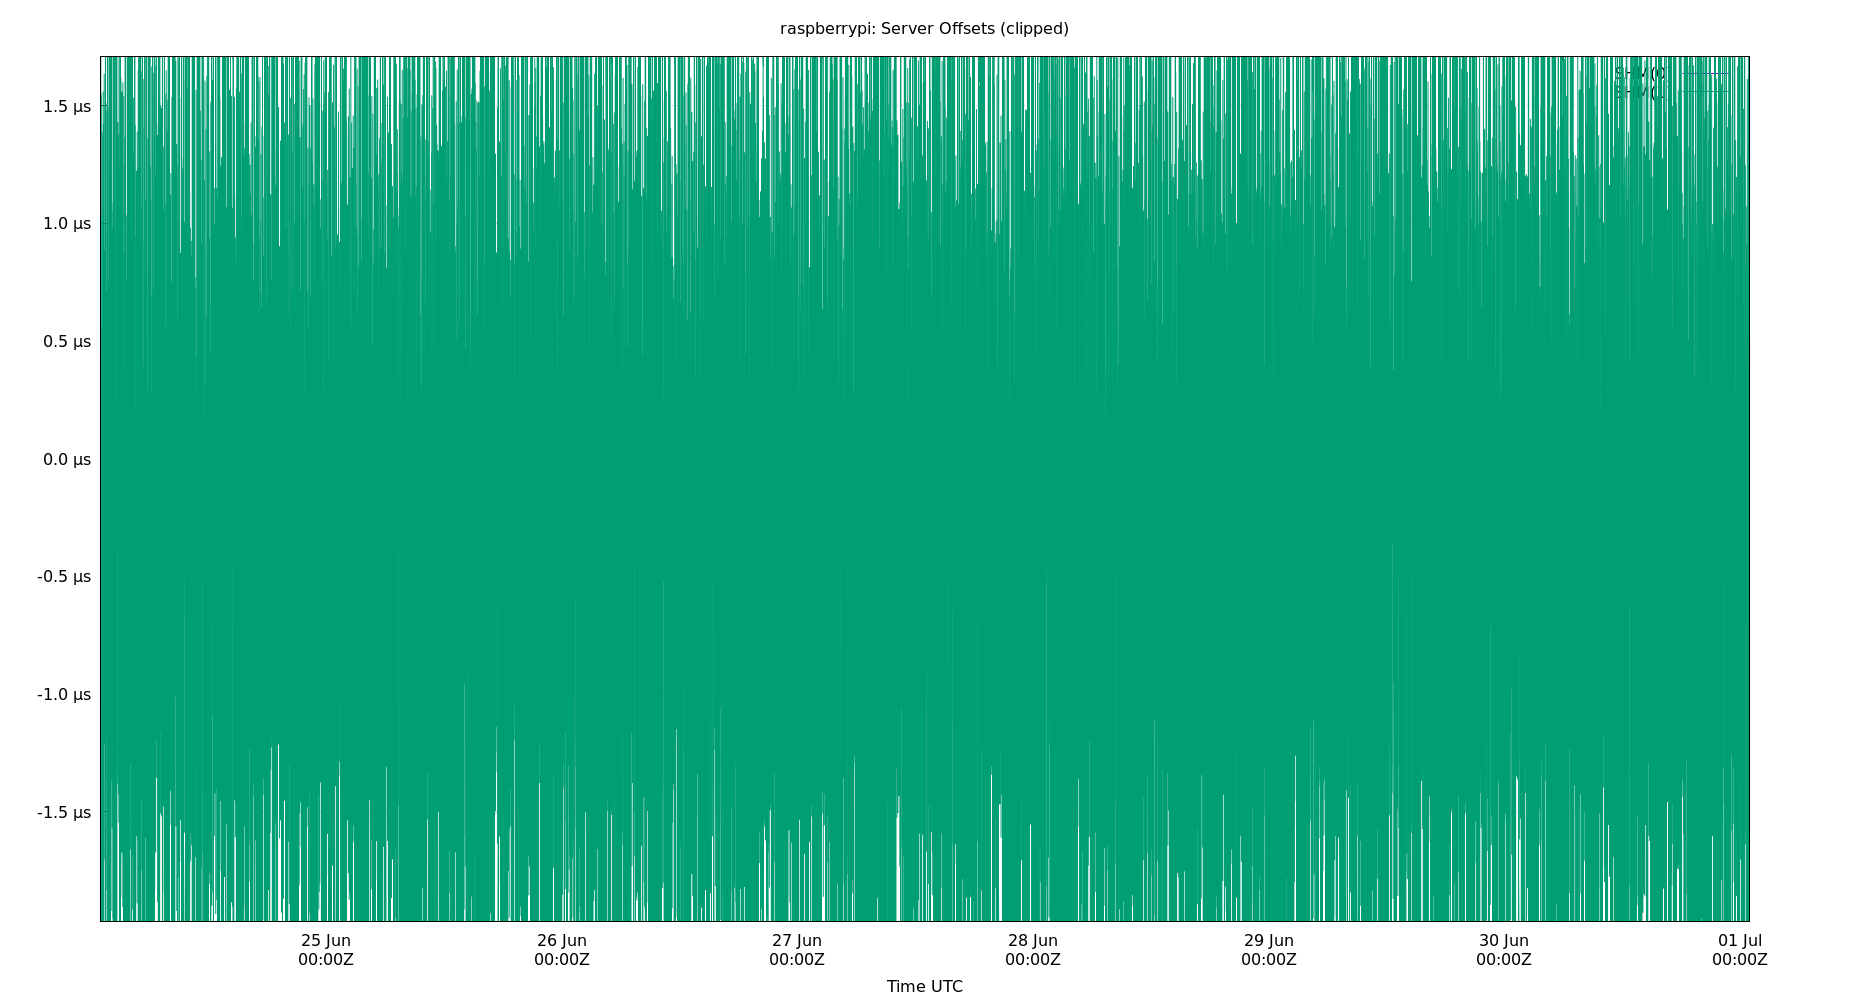 raspberrypi: Server Offsets (clipped)
1.5 µs
1.0 µs
0.5 µs
0.0 µs
-0.5 µs
-1.0 µs
-1.5 µs
25 Jun 26 Jun 27 Jun 28 Jun 29 Jun 30 Jun 01 Jul
00:00Z 00:00Z 00:00Z 00:00Z 00:00Z 00:00Z 00:00Z
Time UTC